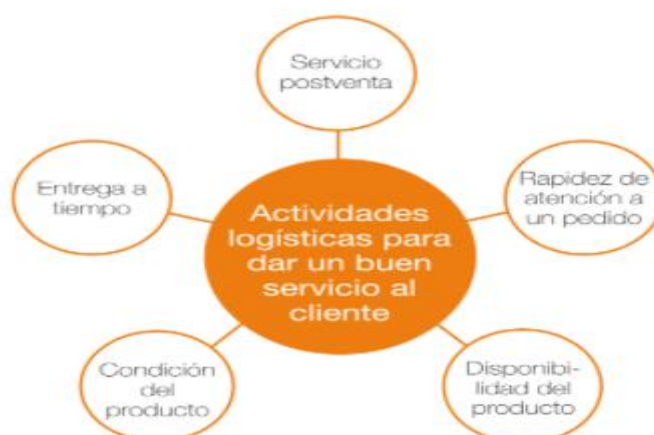 Servicio
postventa
Entrega a
tiempo
Rapidez de
atención a
un pedido
Actividades
logísticas para
dar un buen
servicio al
cliente
Condición
del
producto
Disponibi-
lidad del
producto